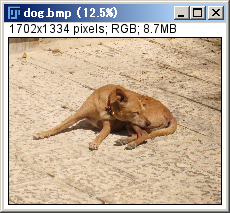 dog.bmp (12.5%)
1702x1334 pixels; RGB; 8.7MB